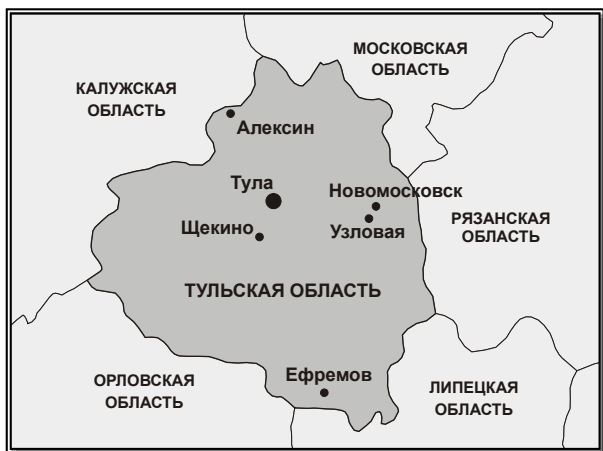 МОСКОВСКАЯ
ОБЛАСТЬ
КАЛУЖСКАЯ
ОБЛАСТЬ
Алексин
Тула
Новомосковск
Щекино
Узловая
РЯЗАНСКАЯ
ОБЛАСТЬ
ТУЛЬСКАЯ ОБЛАСТЬ
Ефремов
ОРЛОВСКАЯ
ОБЛАСТЬ
ЛИПЕЦКАЯ
ОБЛАСТЬ